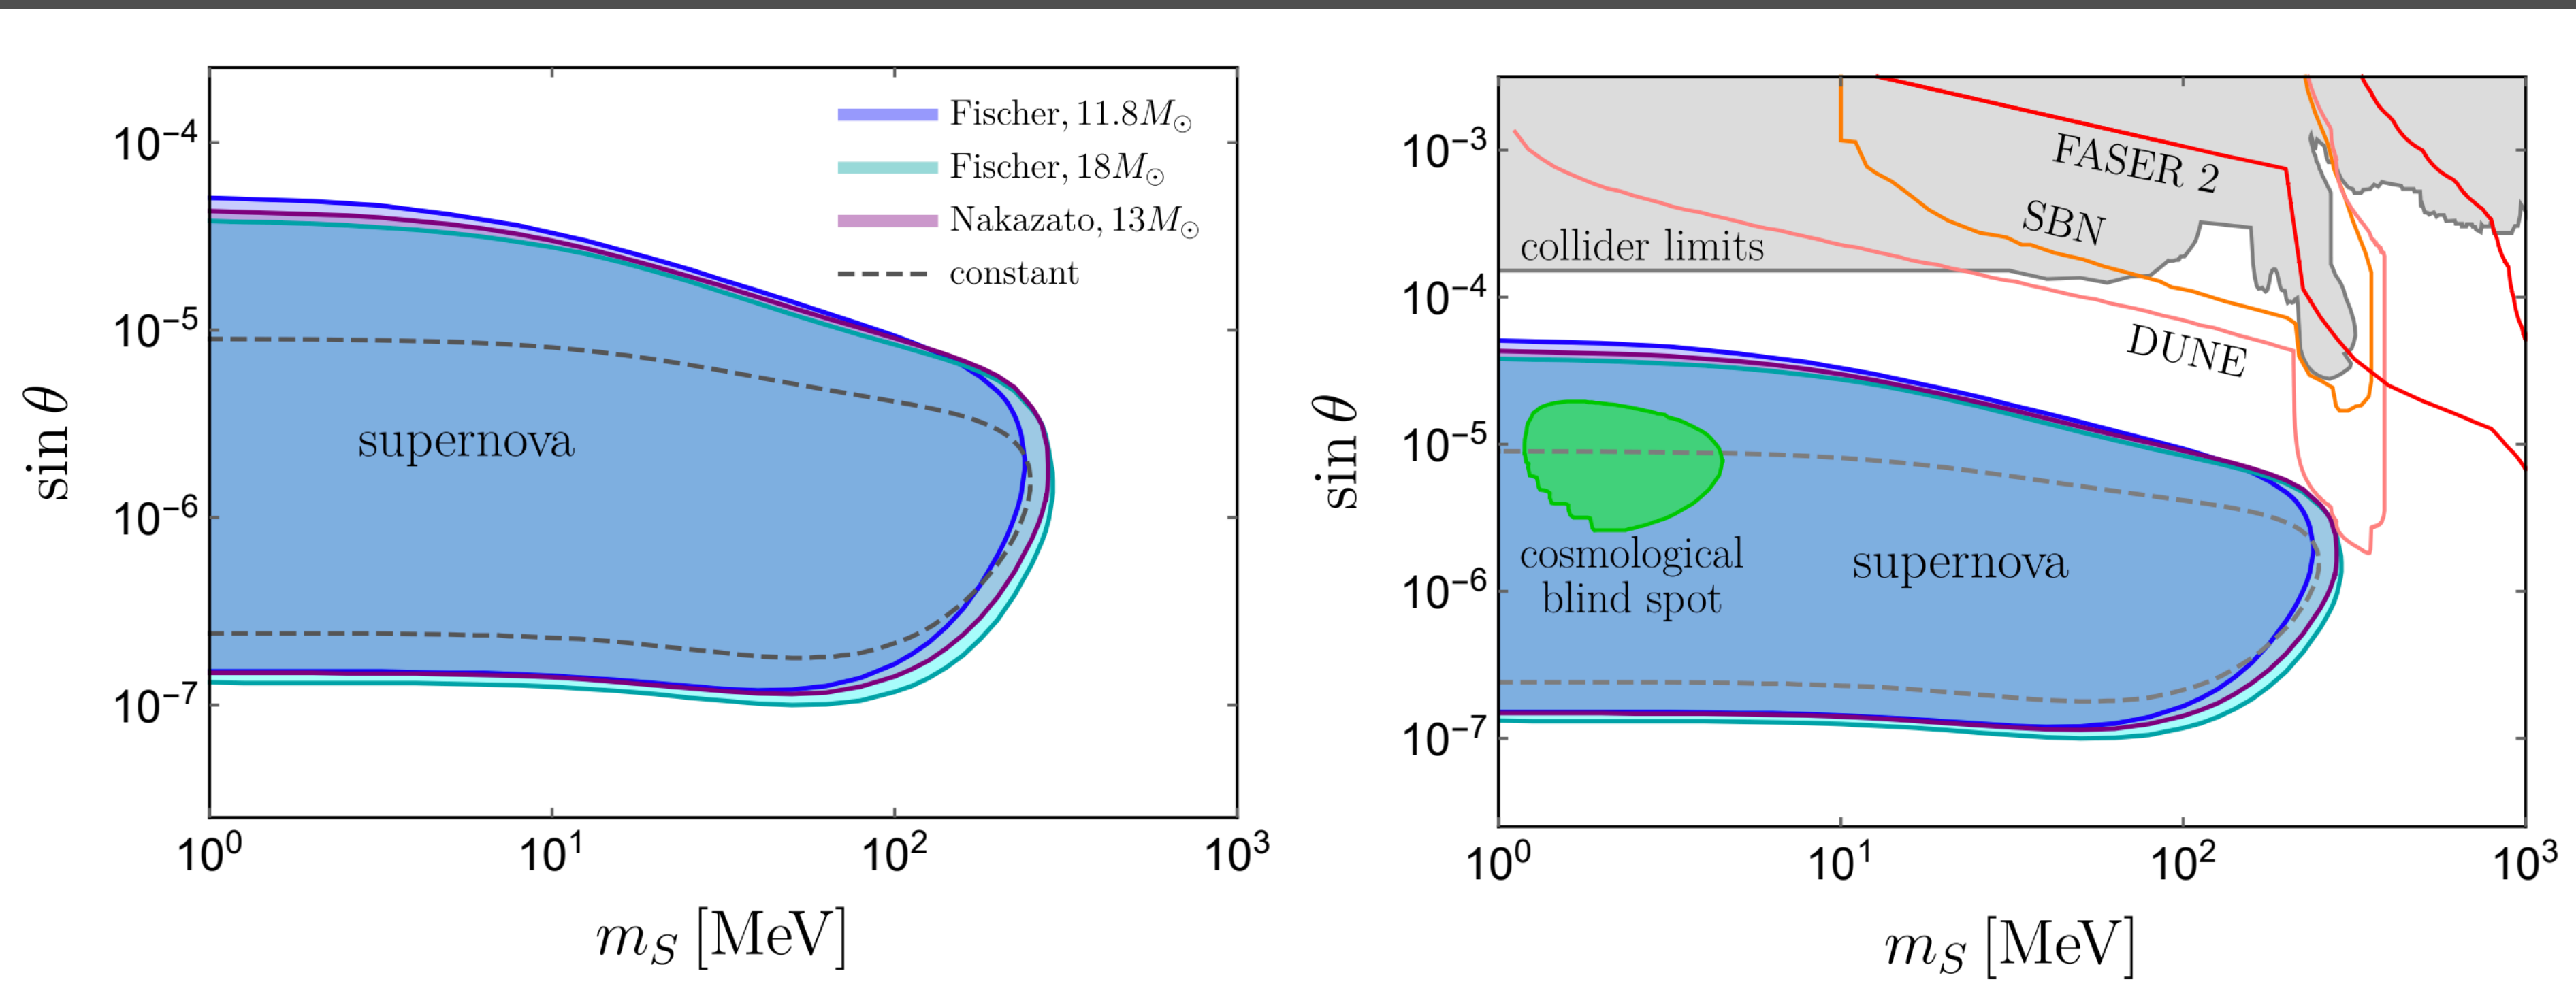 Fischer, 11.8M⊙
Fischer, 18M⊙
Nakazato, 13M⊙
constant
supernova
10⁻⁴
10⁻⁵
10⁻⁶
10⁻⁷
sin θ
10⁰ 10¹ 10² 10³
m_S [MeV]
FASER 2
SBN
collider limits
DUNE
cosmological
blind spot
supernova
10⁻³
10⁻⁴
10⁻⁵
10⁻⁶
10⁻⁷
sin θ
10⁰ 10¹ 10² 10³
m_S [MeV]